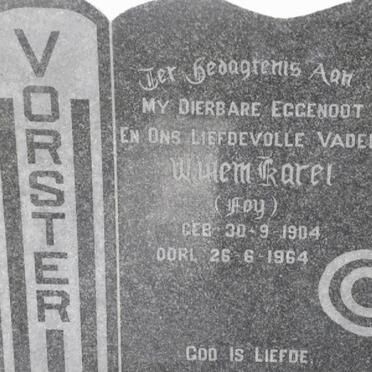 VORSTER
Ter Gedagtenis Aan
MY DIERBARE EGGENOOT
EN ONS LIEFDEVOLLE VADER
Willem Karel
(Foy)
GEB 30-9-1904
OORL 26-6-1964
GOD IS LIEFDE.